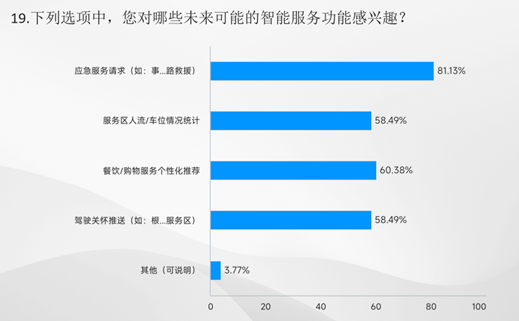 19.下列选项中，您对哪些未来可能的智能服务功能感兴趣？
应急服务请求（如：事...路救援） 81.13%
服务区人流/车位情况统计 58.49%
餐饮/购物服务个性化推荐 60.38%
驾驶关怀推送（如：根...服务区） 58.49%
其他（可说明） 3.77%
0 20 40 60 80 100